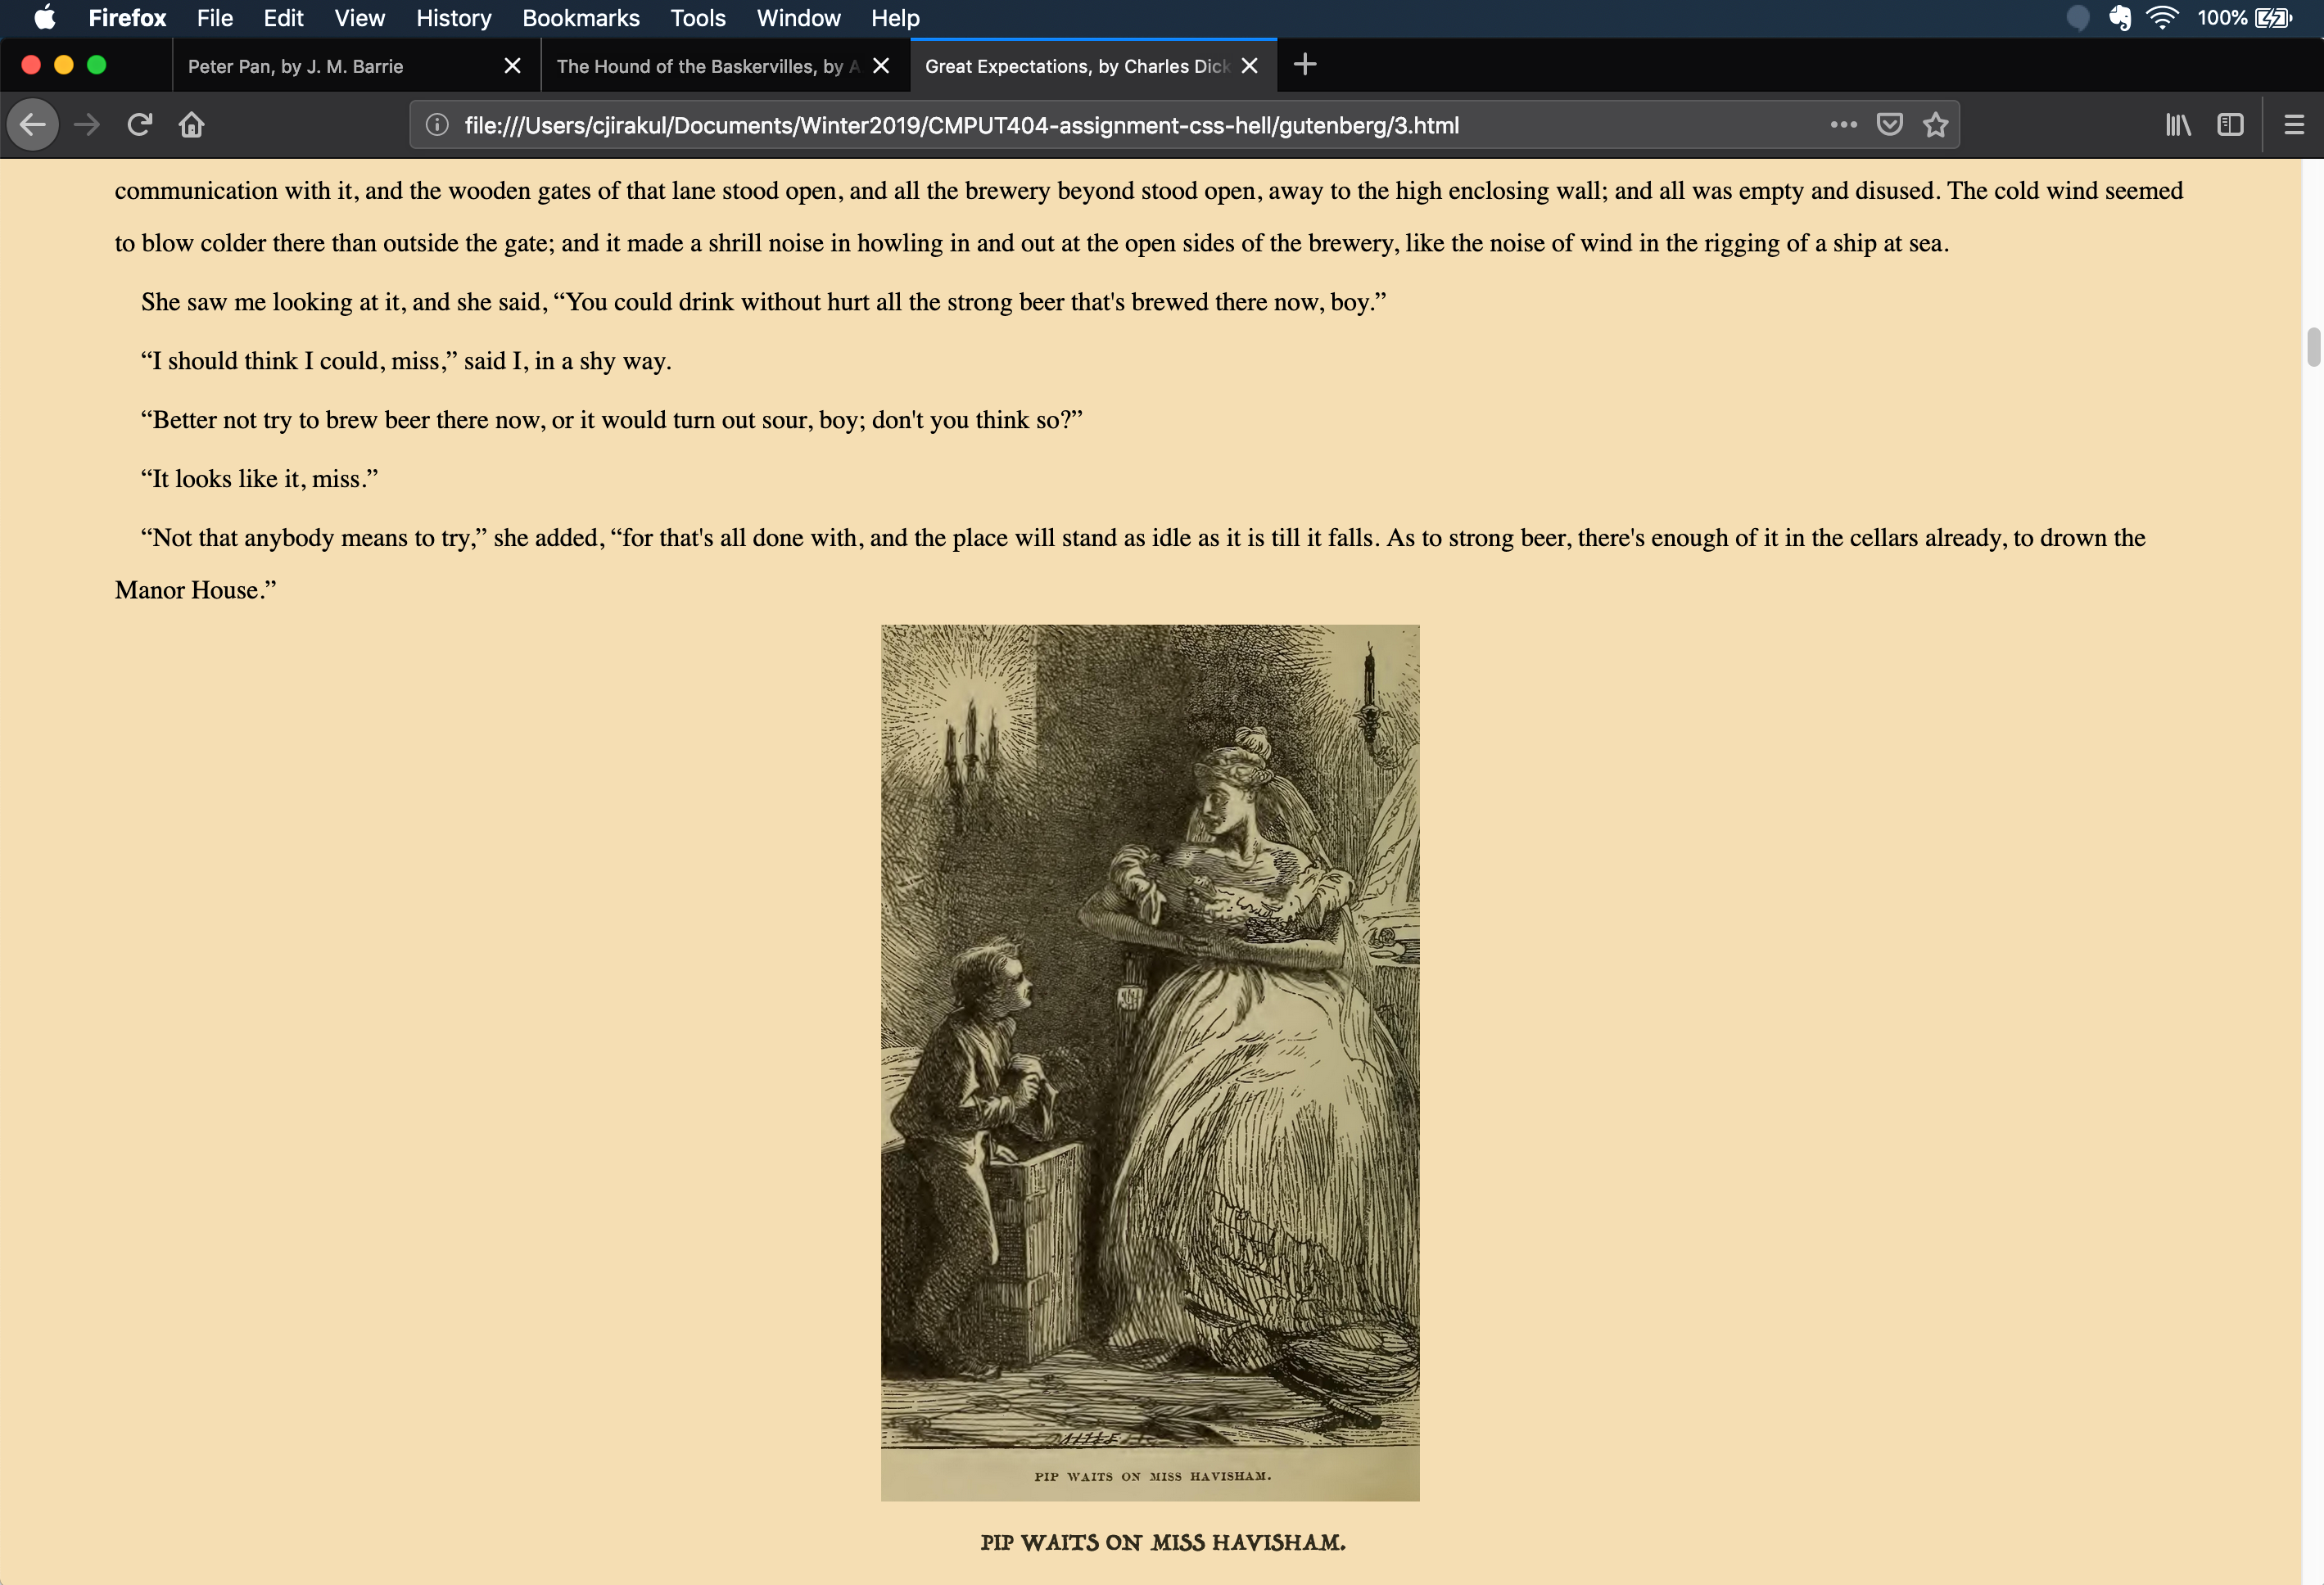 Firefox File Edit View History Bookmarks Tools Window Help 100%
Peter Pan, by J. M. Barrie
The Hound of the Baskervilles, by A
Great Expectations, by Charles Dick
file:///Users/cjirakul/Documents/Winter2019/CMPUT404-assignment-css-hell/gutenberg/3.html
communication with it, and the wooden gates of that lane stood open, and all the brewery beyond stood open, away to the high enclosing wall; and all was empty and disused. The cold wind seemed
to blow colder there than outside the gate; and it made a shrill noise in howling in and out at the open sides of the brewery, like the noise of wind in the rigging of a ship at sea.
She saw me looking at it, and she said, “You could drink without hurt all the strong beer that's brewed there now, boy.”
“I should think I could, miss,” said I, in a shy way.
“Better not try to brew beer there now, or it would turn out sour, boy; don't you think so?”
“It looks like it, miss.”
“Not that anybody means to try,” she added, “for that's all done with, and the place will stand as idle as it is till it falls. As to strong beer, there's enough of it in the cellars already, to drown the
Manor House.”
PIP WAITS ON MISS HAVISHAM.
PIP WAITS ON MISS HAVISHAM.